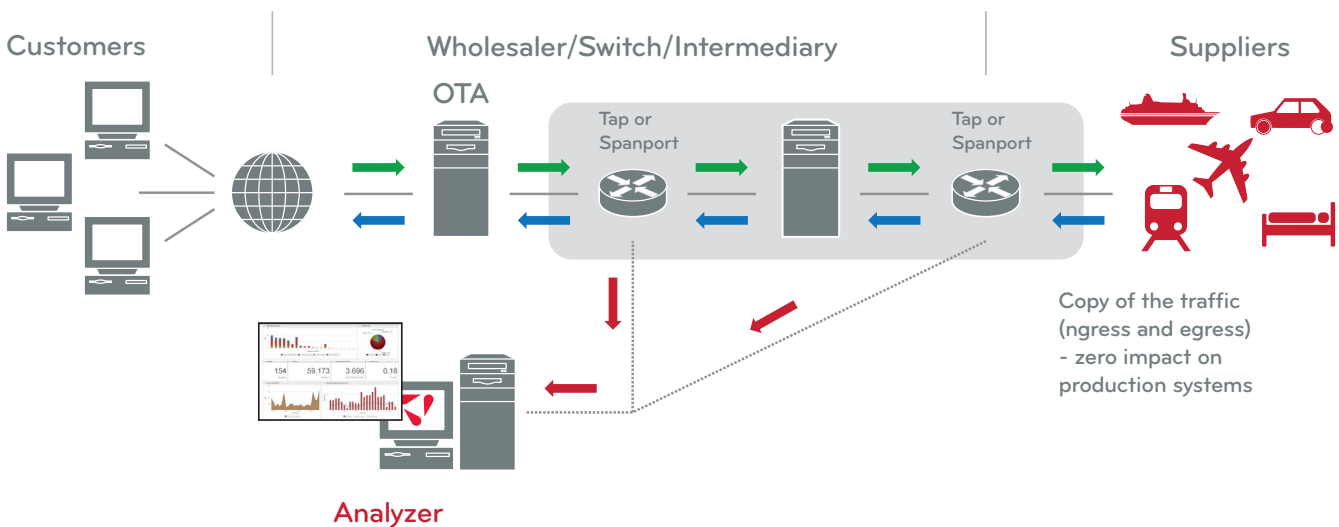 Customers
Wholesaler/Switch/Intermediary
Suppliers
OTA
Tap or
Spanport
Tap or
Spanport
Copy of the traffic
(ngress and egress)
- zero impact on
production systems
154
59,173
3.696
0.18
Analyzer